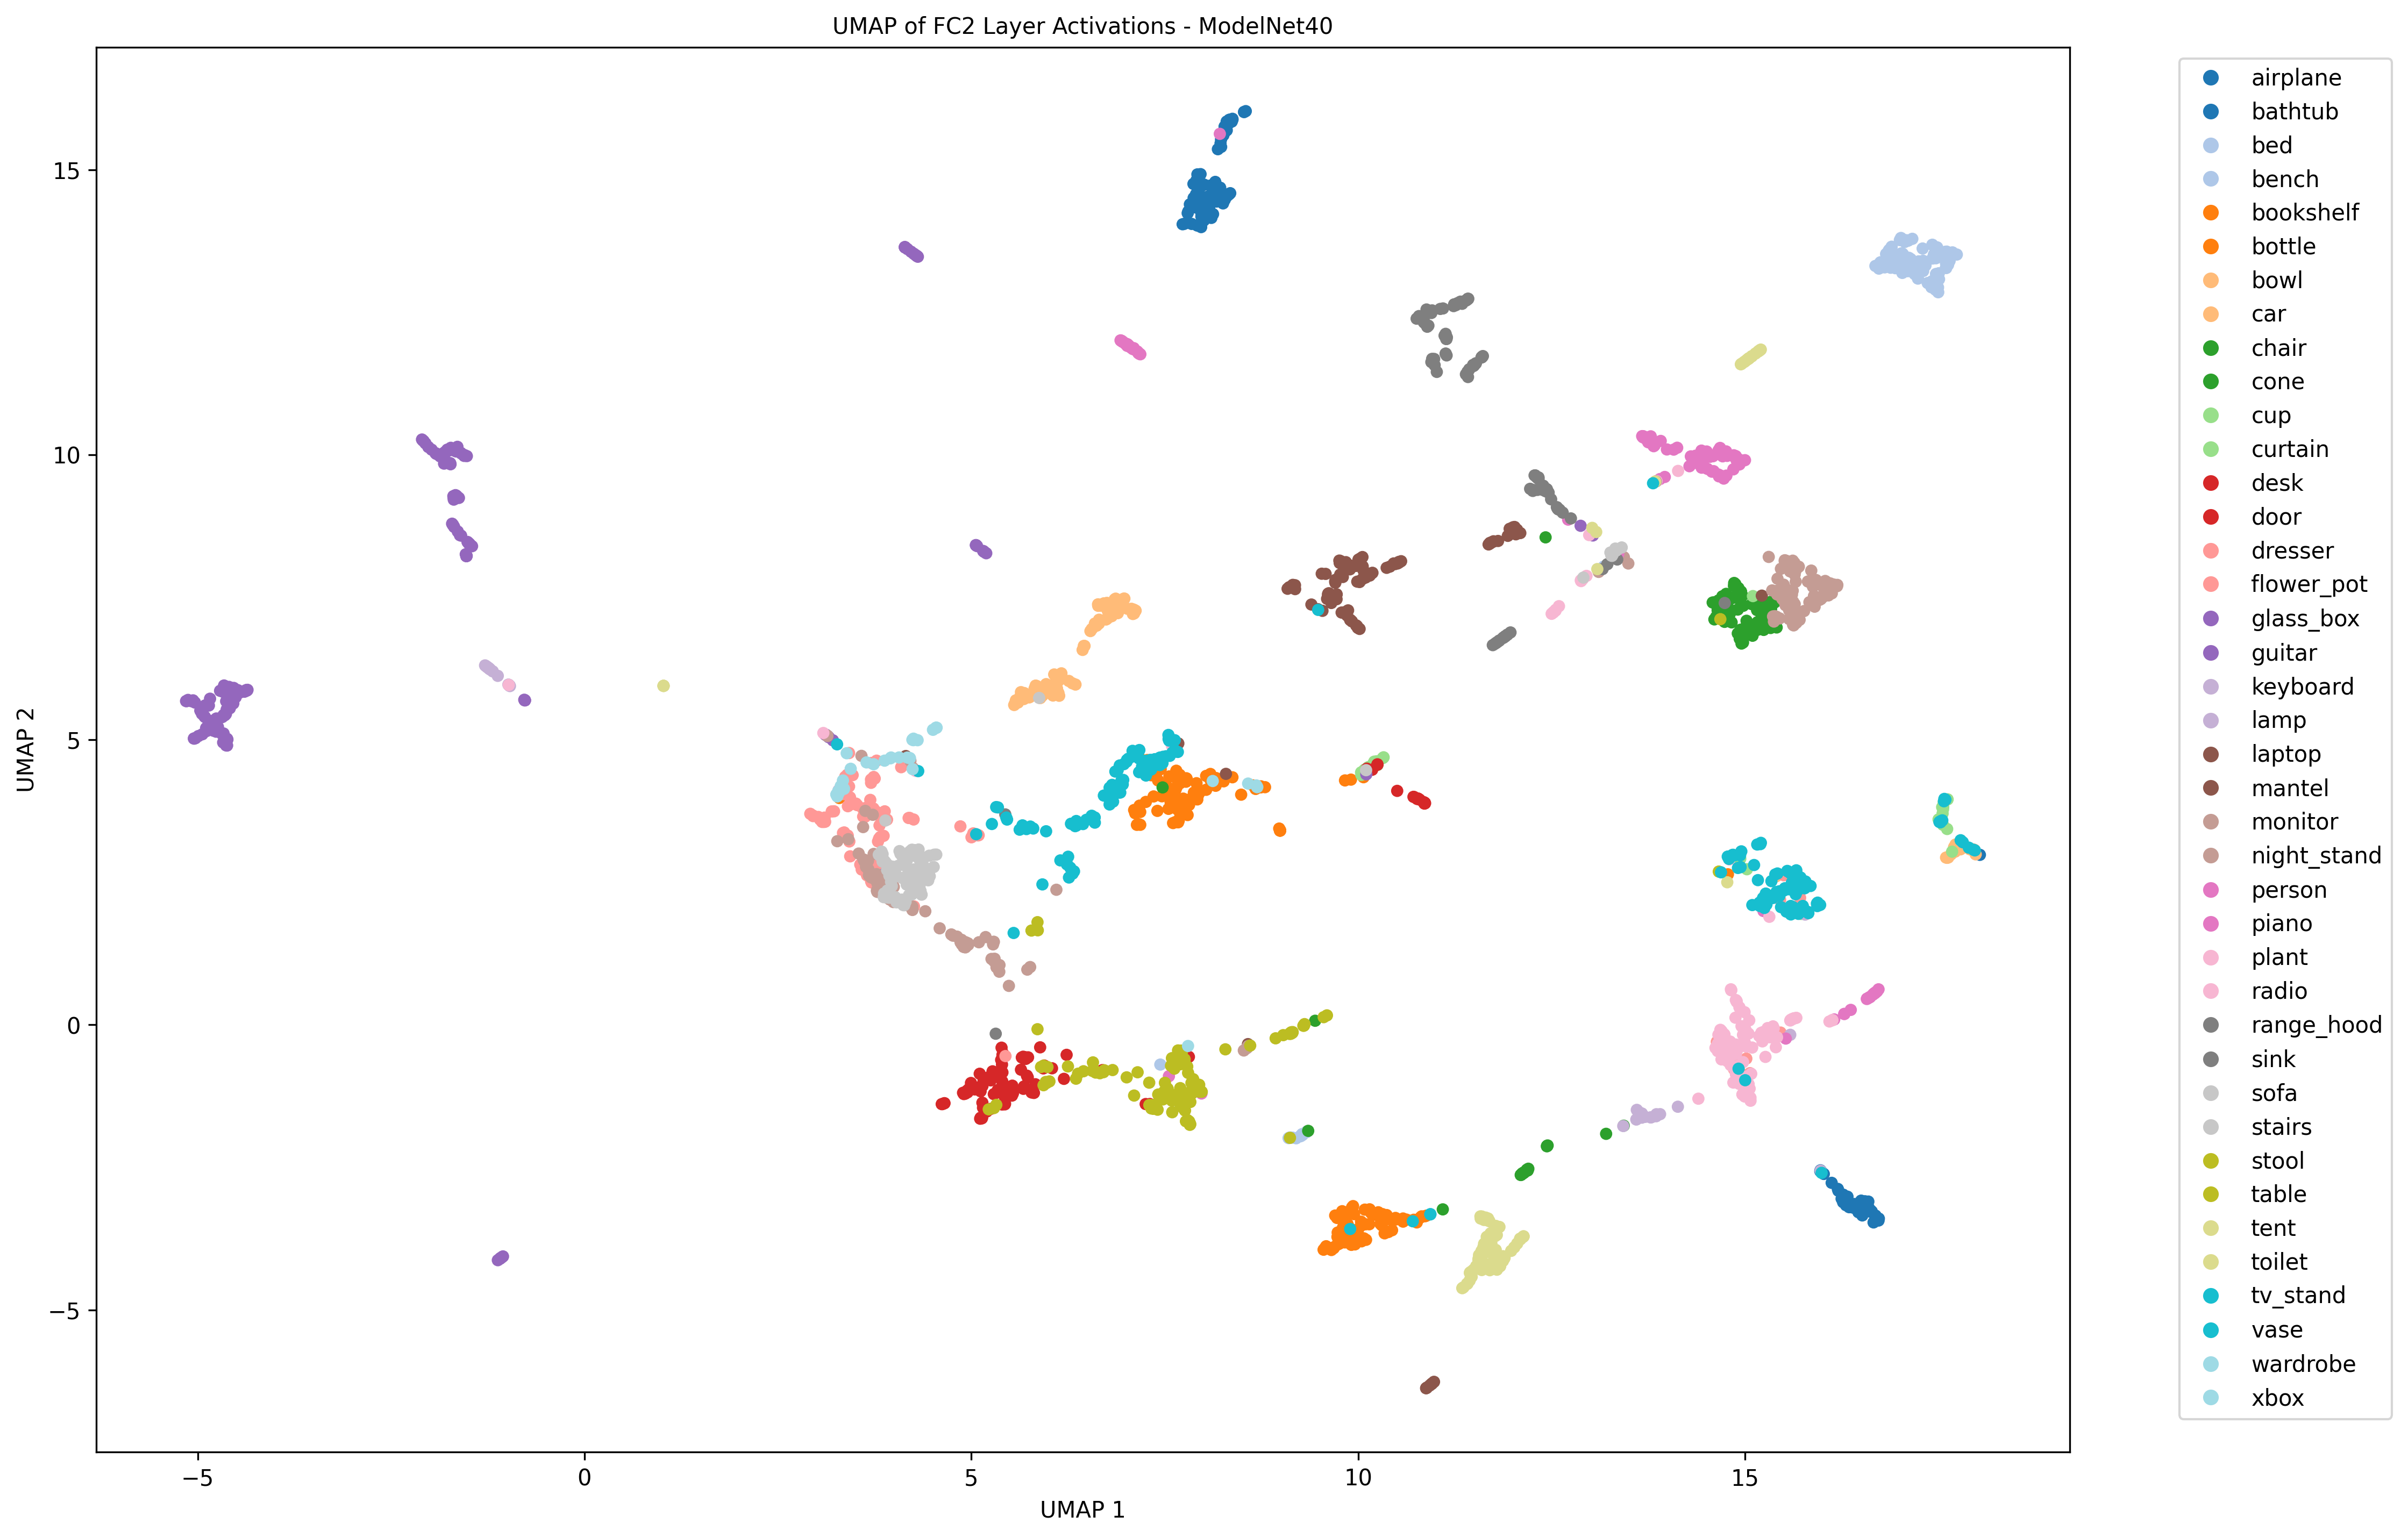 UMAP of FC2 Layer Activations - ModelNet40
15
10
5
0
−5
UMAP 2
−5
0
5
10
15
UMAP 1
airplane
bathtub
bed
bench
bookshelf
bottle
bowl
car
chair
cone
cup
curtain
desk
door
dresser
flower_pot
glass_box
guitar
keyboard
lamp
laptop
mantel
monitor
night_stand
person
piano
plant
radio
range_hood
sink
sofa
stairs
stool
table
tent
toilet
tv_stand
vase
wardrobe
xbox